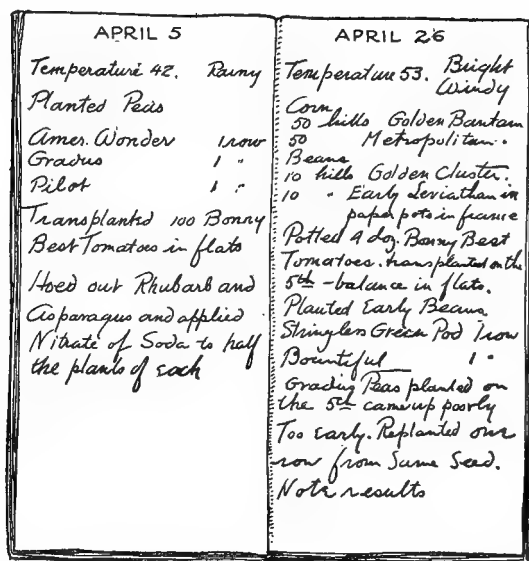 APRIL 5
Temperature 42. Rainy
Planted Peas
Amer. Wonder 1 row
Gradus 1 "
Pilot 1 "
Transplanted 100 Bonny
Best Tomatoes in flats
Hoed out Rhubarb and
Asparagus and applied
Nitrate of Soda to half
the plants of each
APRIL 26
Temperature 53. Bright
Windy
Corn
50 hills Golden Bantam
50 Metropolitan.
Beans
10 hills Golden Cluster.
10 " Early Leviathan in
paper pots in frame
Potted 4 doz. Bonny Best
Tomatoes. transplanted on the
5th - balance in flats.
Planted Early Beans
Stringless Green Pod 1 row
Bountiful 1 "
Gradus Peas planted on
the 5th came up poorly
Too early. Replanted one
row from Same Seed.
Note results